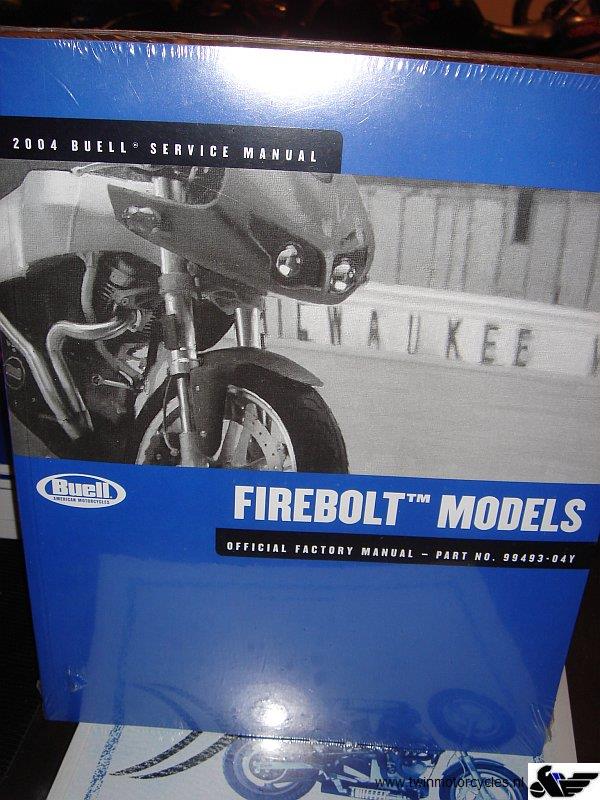 2004 BUELL® SERVICE MANUAL
ILWAUKEE
Buell
AMERICAN MOTORCYCLES
FIREBOLT™ MODELS
OFFICIAL FACTORY MANUAL – PART NO. 99493-04Y
www.twinmotorcycles.nl